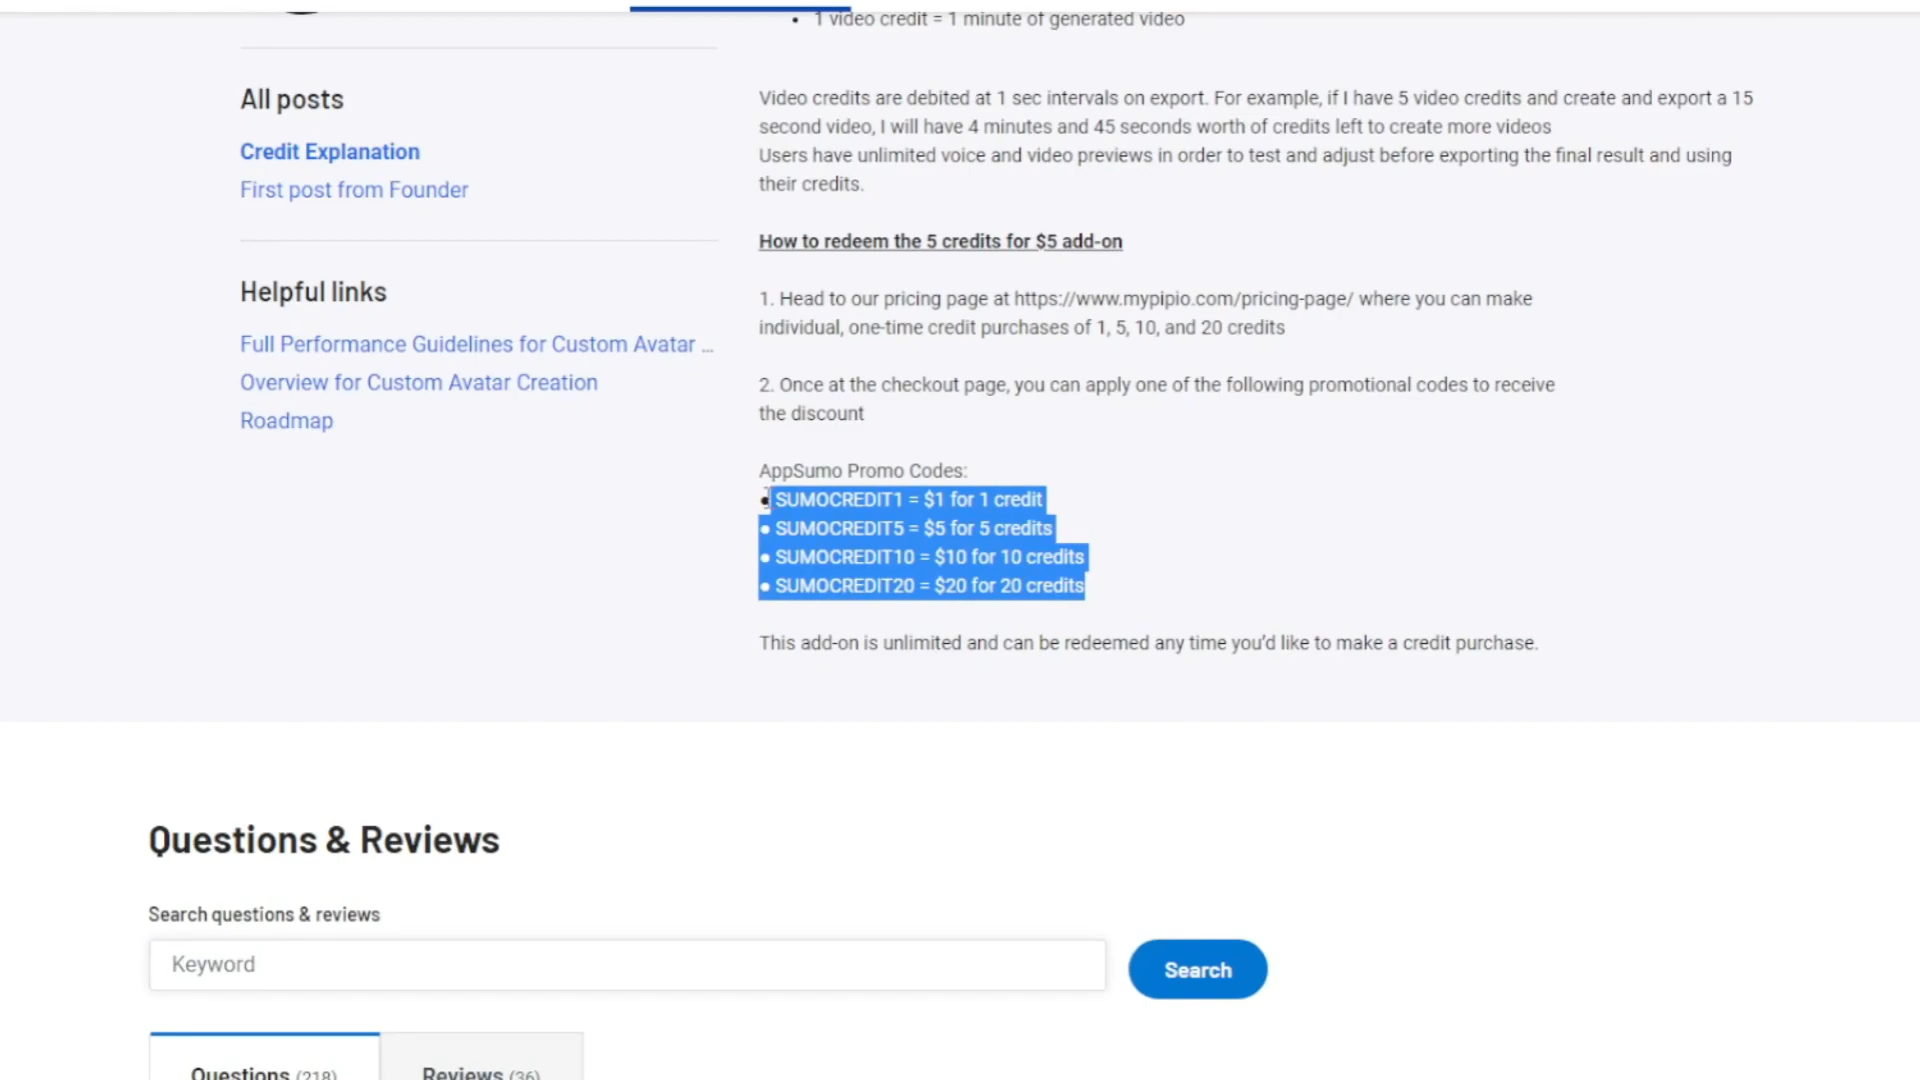 • 1 video credit = 1 minute of generated video
All posts
Credit Explanation
First post from Founder
Helpful links
Full Performance Guidelines for Custom Avatar ...
Overview for Custom Avatar Creation
Roadmap
Video credits are debited at 1 sec intervals on export. For example, if I have 5 video credits and create and export a 15
second video, I will have 4 minutes and 45 seconds worth of credits left to create more videos
Users have unlimited voice and video previews in order to test and adjust before exporting the final result and using
their credits.
How to redeem the 5 credits for $5 add-on
1. Head to our pricing page at https://www.mypipio.com/pricing-page/ where you can make
individual, one-time credit purchases of 1, 5, 10, and 20 credits
2. Once at the checkout page, you can apply one of the following promotional codes to receive
the discount
AppSumo Promo Codes:
● SUMOCREDIT1 = $1 for 1 credit
● SUMOCREDIT5 = $5 for 5 credits
● SUMOCREDIT10 = $10 for 10 credits
● SUMOCREDIT20 = $20 for 20 credits
This add-on is unlimited and can be redeemed any time you’d like to make a credit purchase.
Questions & Reviews
Search questions & reviews
Keyword
Search
Questions (218)
Reviews (36)